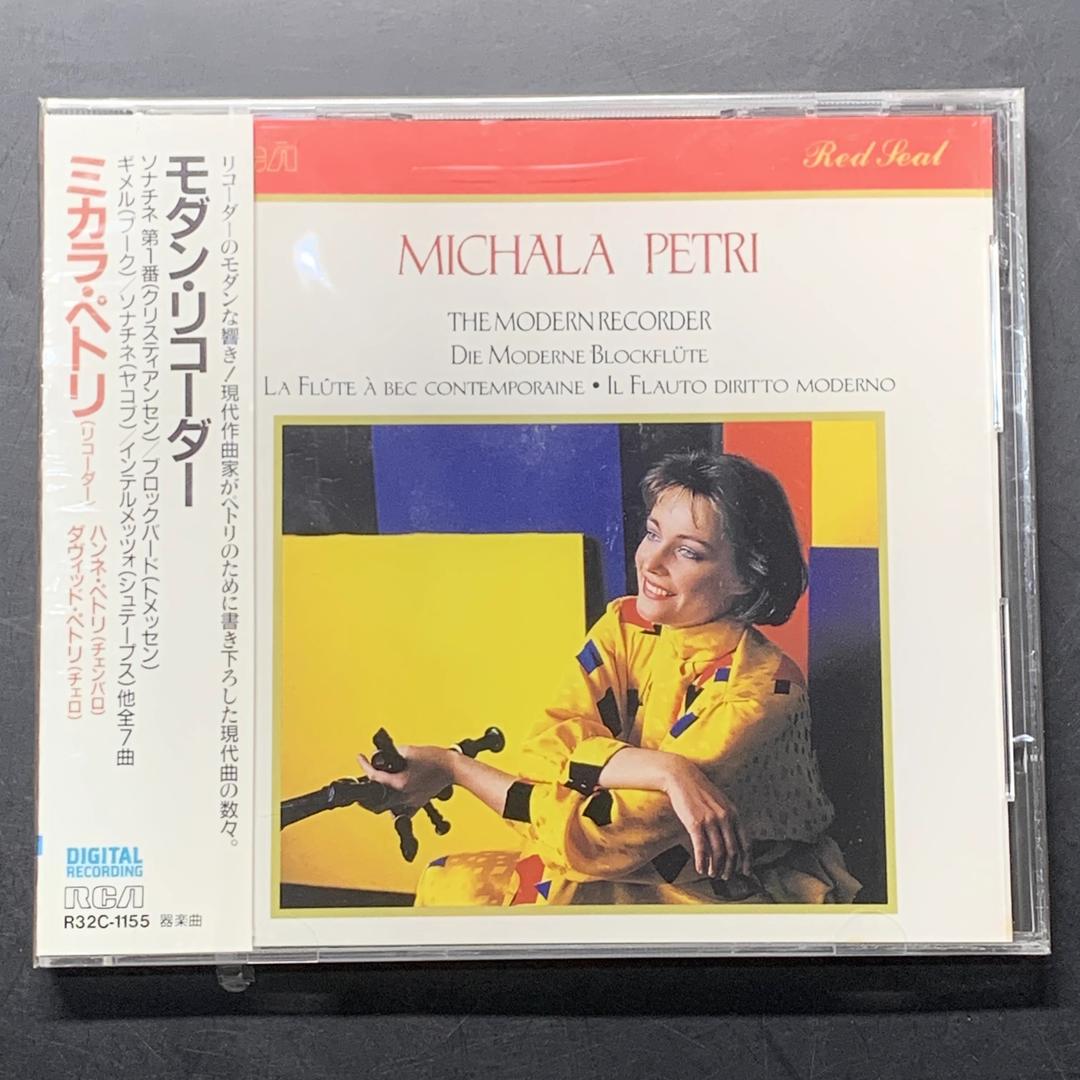 リコーダーのモダンな響き!現代作曲家がペトリのために書き下ろした現代曲の数々。
モダン・リコーダー
ソナチネ 第1番(クリスティアンセン)/ブロックバード(トメッセン)
ギメル(ブーク)/ソナチネ(ヤコブ)/インテルメッツォ(シュテープス)他全7曲
ミカラ・ペトリ(リコーダー)
ハンネ・ペトリ(チェンバロ)
ダヴィッド・ペトリ(チェロ)
DIGITAL
RECORDING
RCA
R32C-1155 器楽曲
Red Seal
MICHALA PETRI
THE MODERN RECORDER
DIE MODERNE BLOCKFLÖTE
LA FLÛTE À BEC CONTEMPORAINE • IL FLAUTO DIRITTO MODERNO